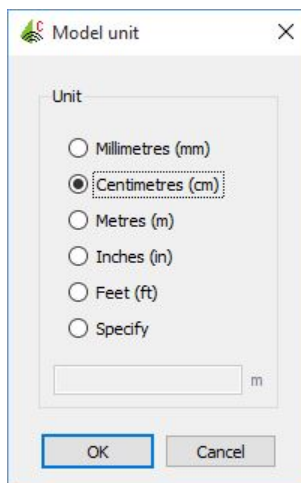 Model unit
Unit
Millimetres (mm)
Centimetres (cm)
Metres (m)
Inches (in)
Feet (ft)
Specify
m
OK
Cancel